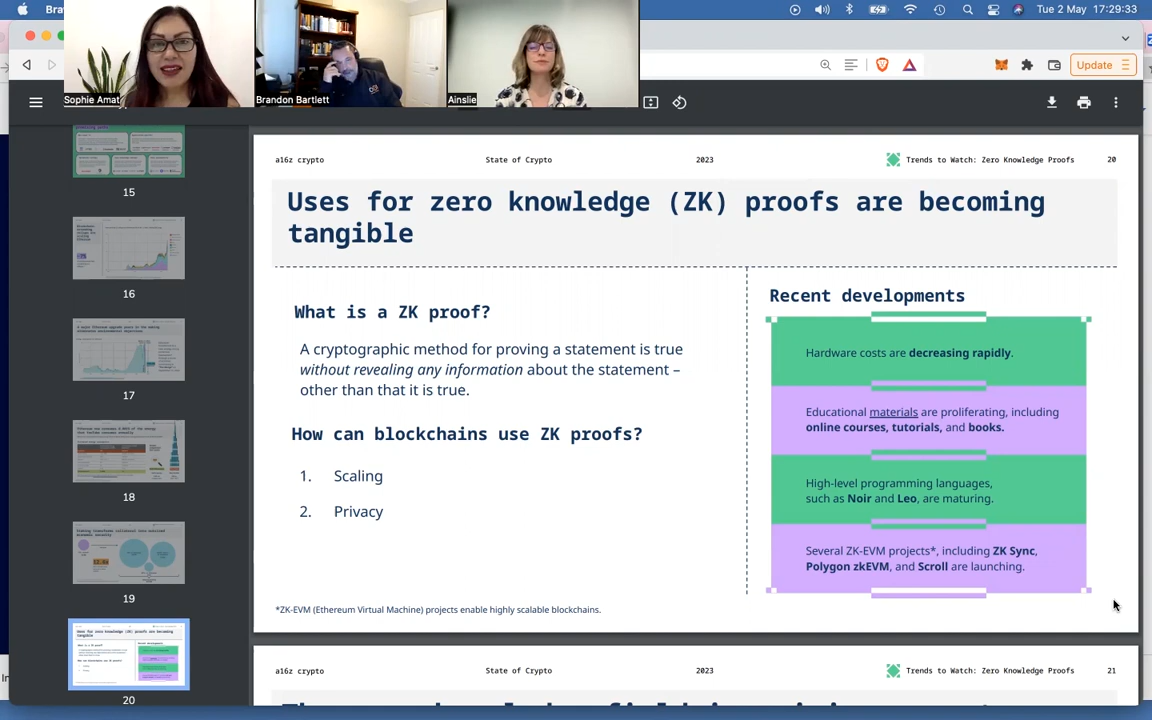 Bra
Tue 2 May 17:29:33
Sophie Amat
Brandon Bartlett
Ainslie
Update
15
16
17
18
19
20
a16z crypto
State of Crypto
2023
Trends to Watch: Zero Knowledge Proofs
20
Uses for zero knowledge (ZK) proofs are becoming
tangible
What is a ZK proof?
A cryptographic method for proving a statement is true
without revealing any information about the statement –
other than that it is true.
How can blockchains use ZK proofs?
1. Scaling
2. Privacy
Recent developments
Hardware costs are decreasing rapidly.
Educational materials are proliferating, including
online courses, tutorials, and books.
High-level programming languages,
such as Noir and Leo, are maturing.
Several ZK-EVM projects*, including ZK Sync,
Polygon zkEVM, and Scroll are launching.
*ZK-EVM (Ethereum Virtual Machine) projects enable highly scalable blockchains.
a16z crypto
State of Crypto
2023
Trends to Watch: Zero Knowledge Proofs
21